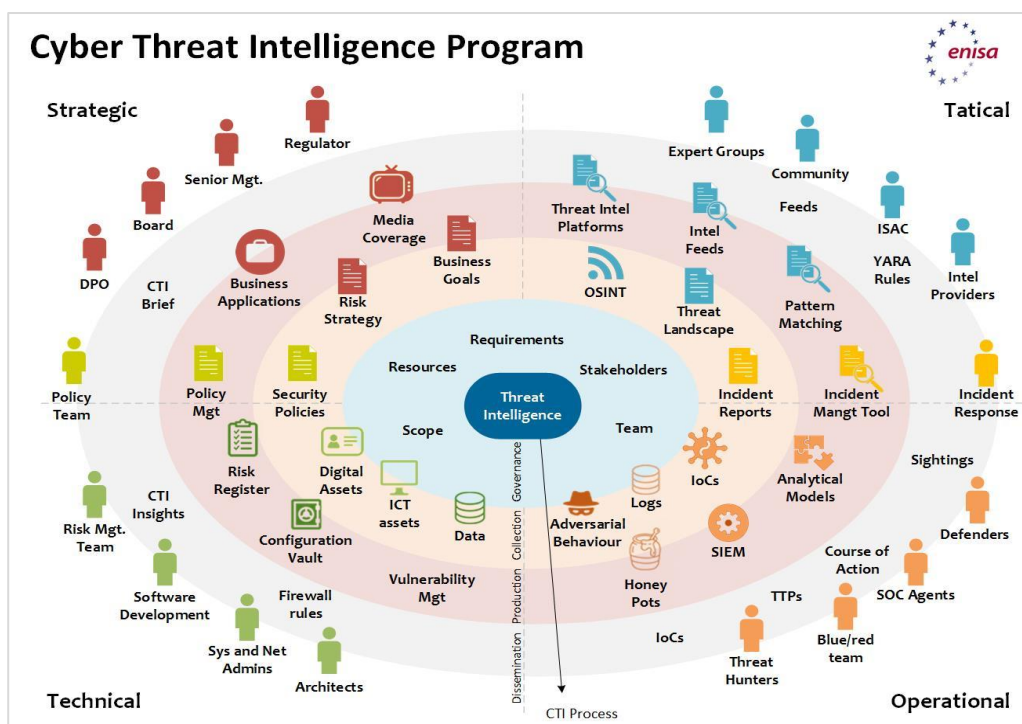 Cyber Threat Intelligence Program
enisa
Strategic
Tatical
Regulator
Senior Mgt.
Board
DPO
CTI
Brief
Media
Coverage
Business
Applications
Business
Goals
Risk
Strategy
Expert Groups
Community
Feeds
ISAC
YARA
Rules
Intel
Providers
Threat Intel
Platforms
Intel
Feeds
OSINT
Threat
Landscape
Pattern
Matching
Requirements
Resources
Stakeholders
Threat
Intelligence
Scope
Team
Policy
Team
Policy
Mgt
Security
Policies
Incident
Reports
Incident
Mangt Tool
Incident
Response
Risk
Register
Digital
Assets
ICT
assets
Data
Configuration
Vault
Vulnerability
Mgt
CTI
Insights
Firewall
rules
Risk Mgt.
Team
Software
Development
Sys and Net
Admins
Architects
Dissemination Production Collection Governance
IoCs
Logs
Adversarial
Behaviour
Honey
Pots
SIEM
Analytical
Models
Sightings
Defenders
Course of
Action
SOC Agents
TTPs
Blue/red
team
IoCs
Threat
Hunters
CTI Process
Technical
Operational